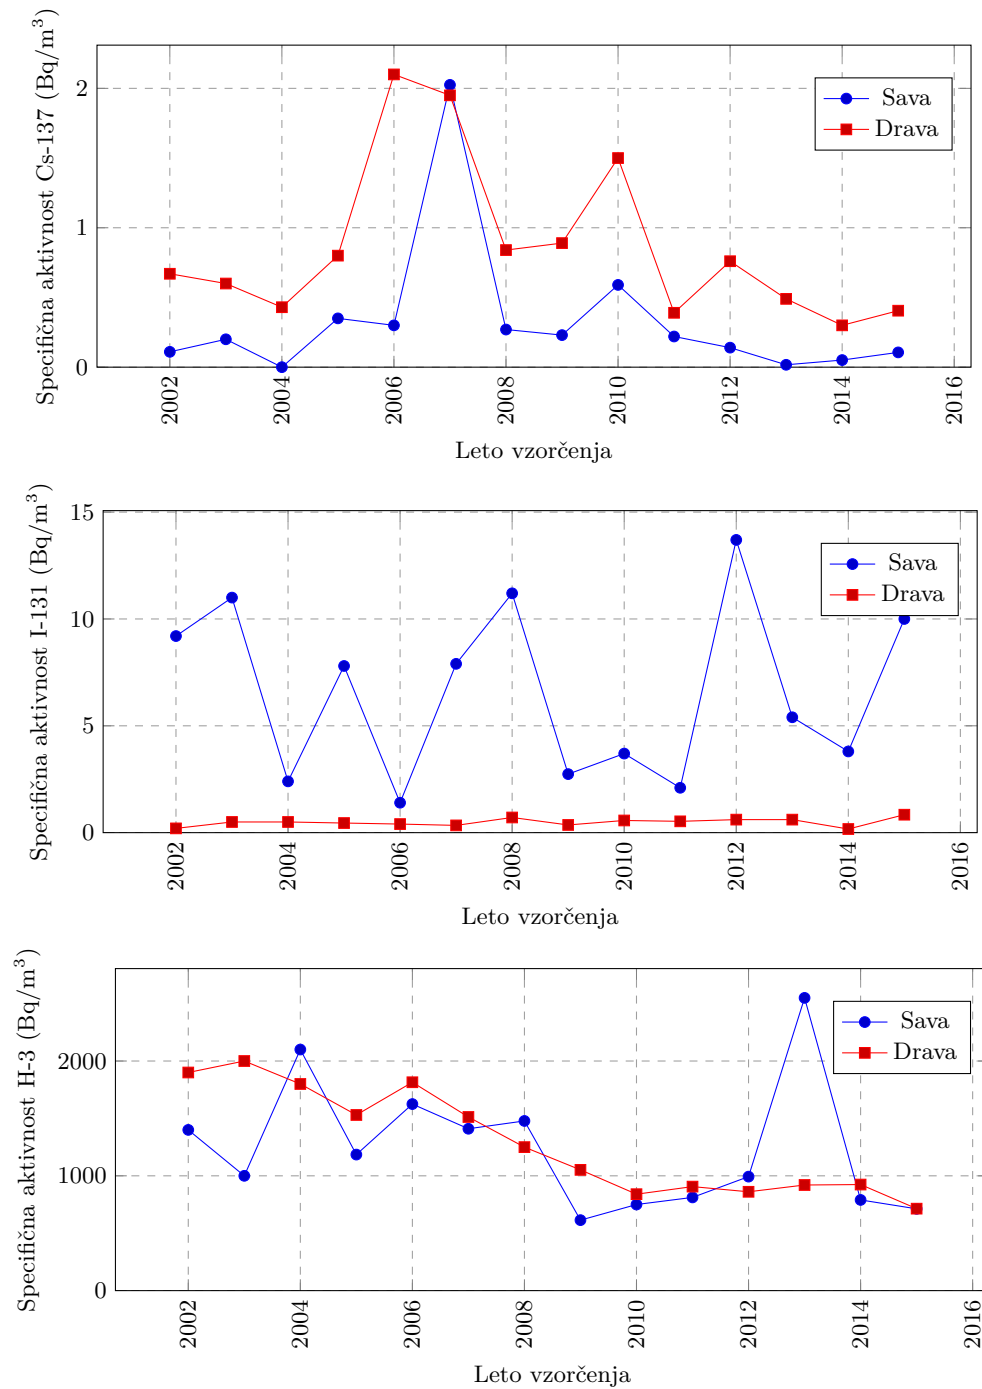 Specifična aktivnost Cs-137 (Bq/m³)
2
1
0
Sava
Drava
2002
2004
2006
2008
2010
2012
2014
2016
Leto vzorčenja
Specifična aktivnost I-131 (Bq/m³)
15
10
5
0
Sava
Drava
2002
2004
2006
2008
2010
2012
2014
2016
Leto vzorčenja
Specifična aktivnost H-3 (Bq/m³)
2000
1000
0
Sava
Drava
2002
2004
2006
2008
2010
2012
2014
2016
Leto vzorčenja